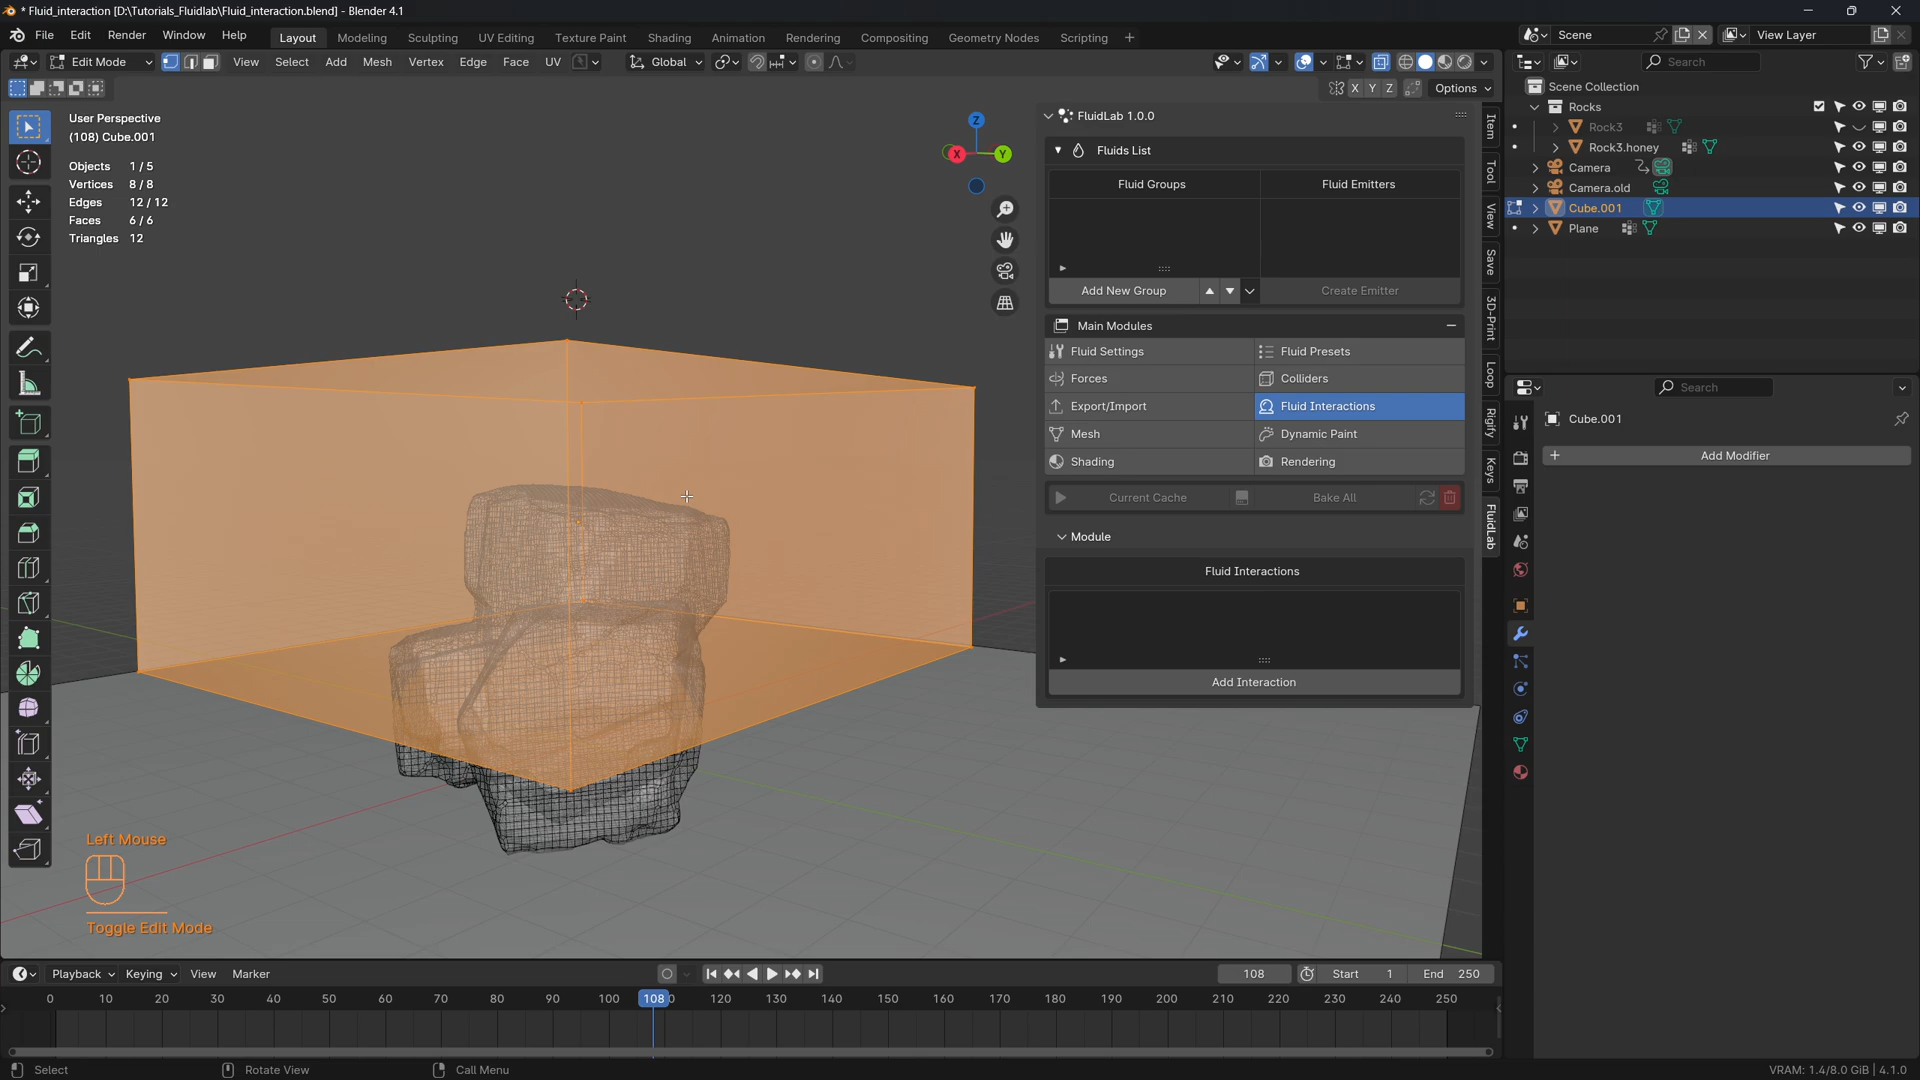 * Fluid_interaction [D:\Tutorials_Fluidlab\Fluid_interaction.blend] - Blender 4.1
File Edit Render Window Help Layout Modeling Sculpting UV Editing Texture Paint Shading Animation Rendering Compositing Geometry Nodes Scripting + Scene View Layer
Edit Mode View Select Add Mesh Vertex Edge Face UV Global Search
X Y Z Options
User Perspective
(108) Cube.001
Objects 1/5
Vertices 8/8
Edges 12/12
Faces 6/6
Triangles 12
Z
X Y
FluidLab 1.0.0
Fluids List
Fluid Groups Fluid Emitters
Add New Group Create Emitter
Main Modules
Fluid Settings Fluid Presets
Forces Colliders
Export/Import Fluid Interactions
Mesh Dynamic Paint
Shading Rendering
Current Cache Bake All
Module
Fluid Interactions
Add Interaction
Item
Tool
View
Save
3D-Print
Loop
Rigify
Keys
FluidLab
Scene Collection
Rocks
Rock3
Rock3.honey
Camera
Camera.old
Cube.001
Plane
Search
Cube.001
+ Add Modifier
Left Mouse
Toggle Edit Mode
Playback Keying View Marker 108 Start 1 End 250
0 10 20 30 40 50 60 70 80 90 100 108 0 120 130 140 150 160 170 180 190 200 210 220 230 240 250
Select Rotate View Call Menu VRAM: 1.4/8.0 GiB | 4.1.0